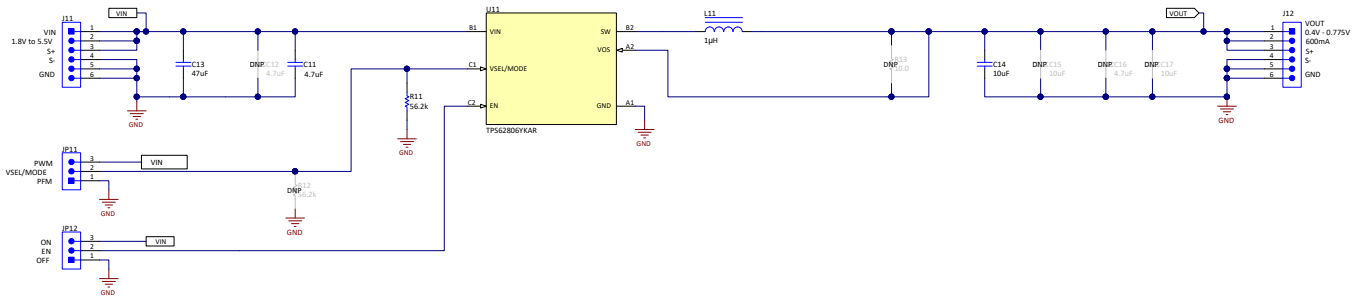 J11
VIN
1.8V to 5.5V
S+
S-
GND
1
2
3
4
5
6
VIN
GND
C13
47uF
DNP
C12
4.7uF
C11
4.7uF
U11
B1
VIN
C1
VSEL/MODE
C2
EN
SW
B2
VOS
A2
GND
A1
TPS62806YKAR
GND
R11
56.2k
GND
L11
1μH
DNP
R13
C14
10uF
DNP
C15
10uF
DNP
C16
4.7uF
DNP
C17
10uF
VOUT
GND
J12
1
2
3
4
5
6
VOUT
0.4V - 0.775V
600mA
S+
S-
GND
JP11
PWM
VSEL/MODE
PFM
3
2
1
VIN
GND
DNP
R12
56.2k
GND
JP12
ON
EN
OFF
3
2
1
VIN
GND